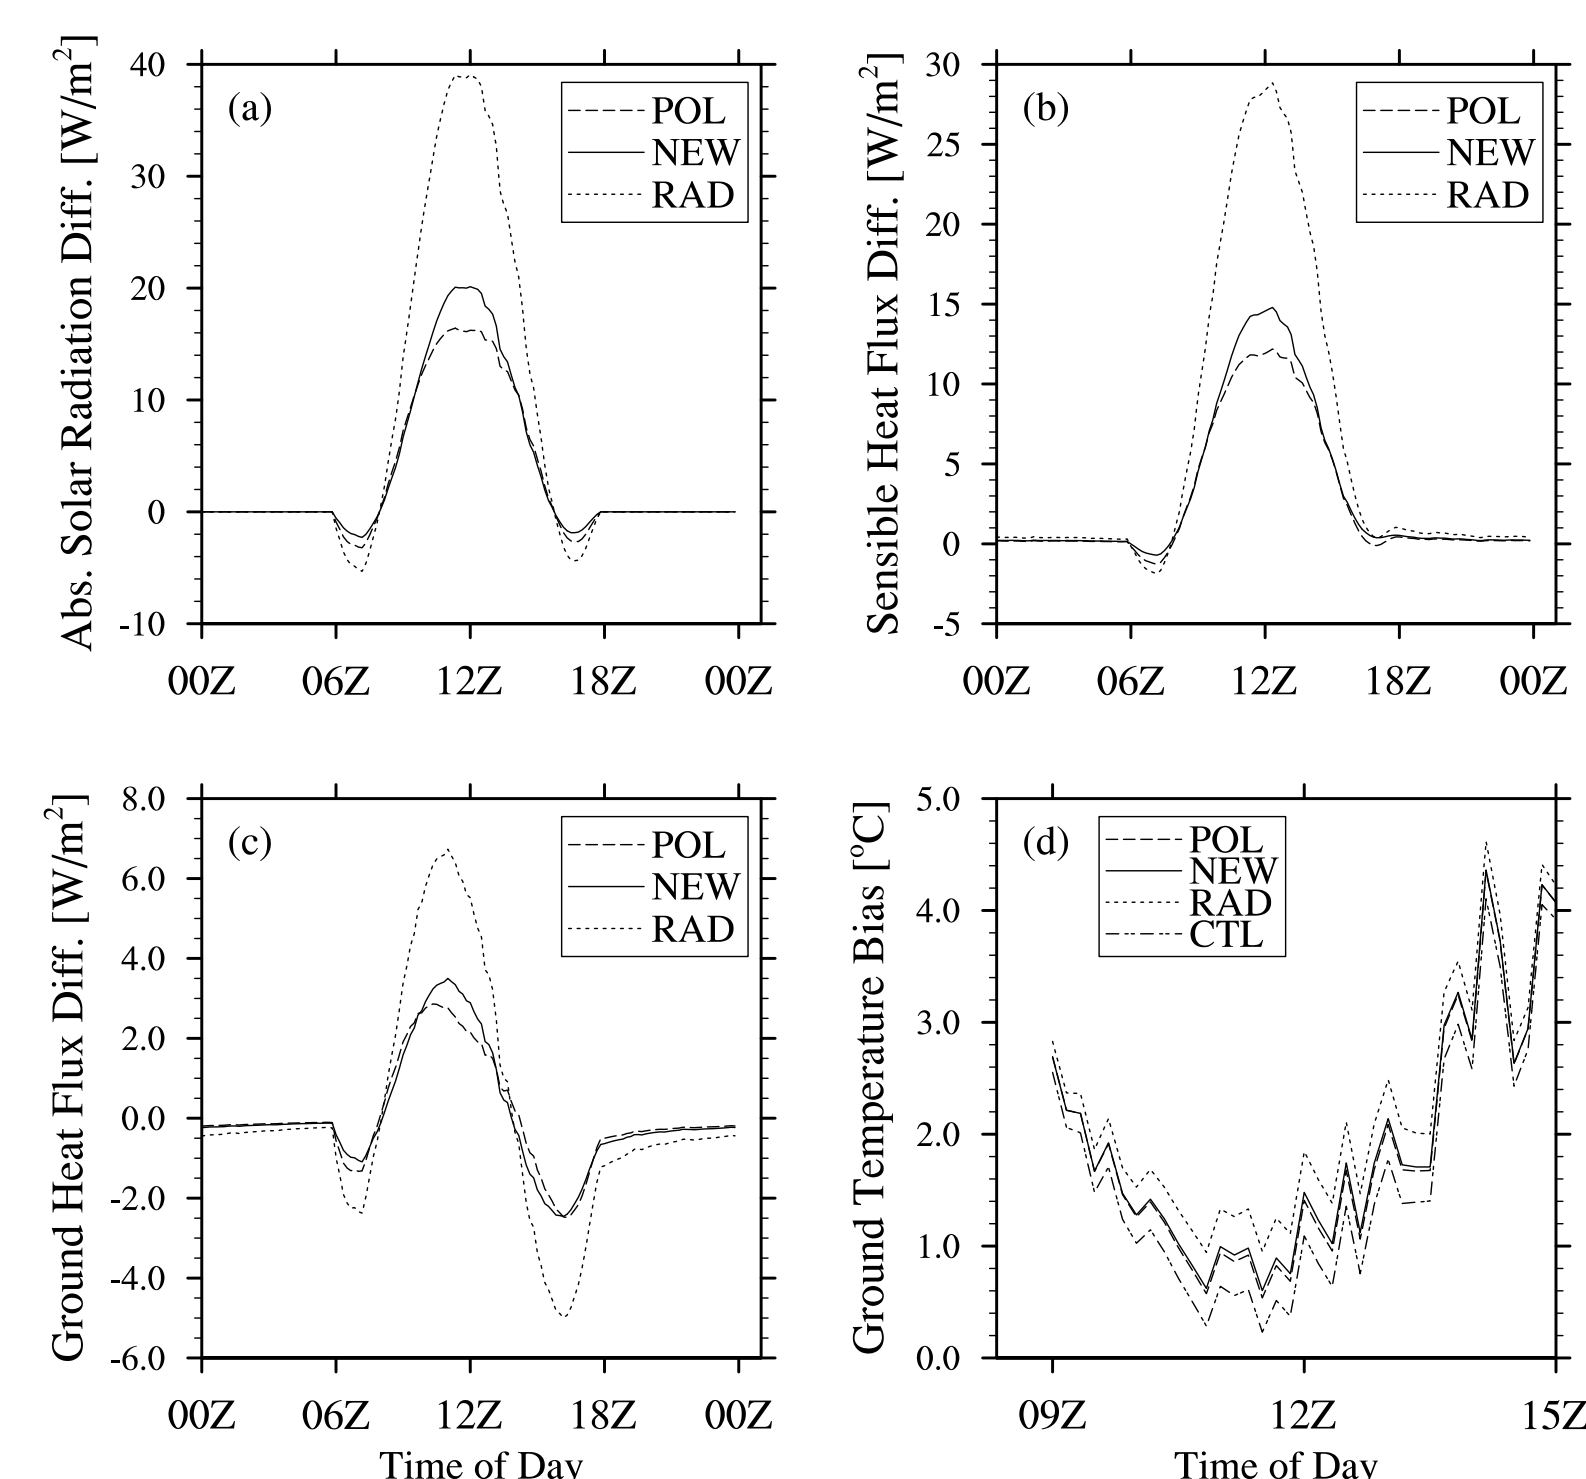 Abs. Solar Radiation Diff. [W/m²]
40
30
20
10
0
-10
(a)
POL
NEW
RAD
00Z 06Z 12Z 18Z 00Z
Sensible Heat Flux Diff. [W/m²]
30
25
20
15
10
5
0
-5
(b)
POL
NEW
RAD
00Z 06Z 12Z 18Z 00Z
Ground Heat Flux Diff. [W/m²]
8.0
6.0
4.0
2.0
0.0
-2.0
-4.0
-6.0
(c)
POL
NEW
RAD
00Z 06Z 12Z 18Z 00Z
Time of Day
Ground Temperature Bias [°C]
5.0
4.0
3.0
2.0
1.0
0.0
(d)
POL
NEW
RAD
CTL
09Z 12Z 15Z
Time of Day